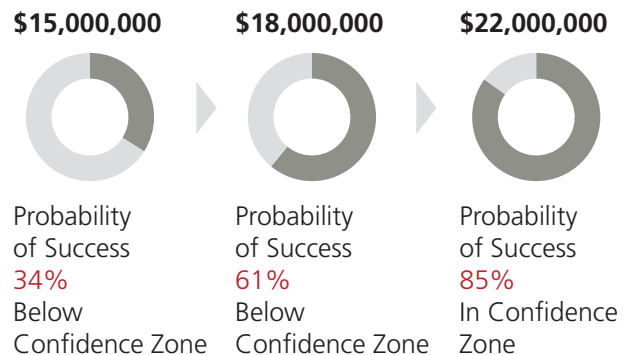 $15,000,000
Probability
of Success
34%
Below
Confidence Zone
$18,000,000
Probability
of Success
61%
Below
Confidence Zone
$22,000,000
Probability
of Success
85%
In Confidence
Zone